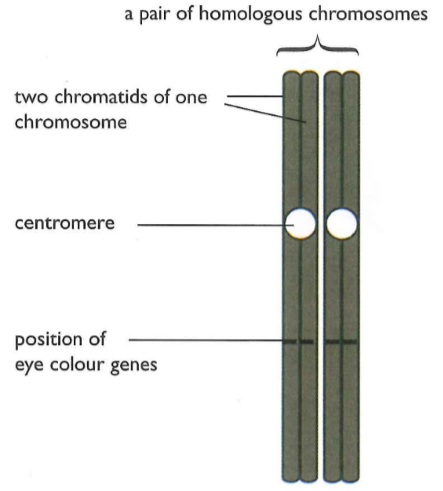 a pair of homologous chromosomes
two chromatids of one
chromosome
centromere
position of
eye colour genes